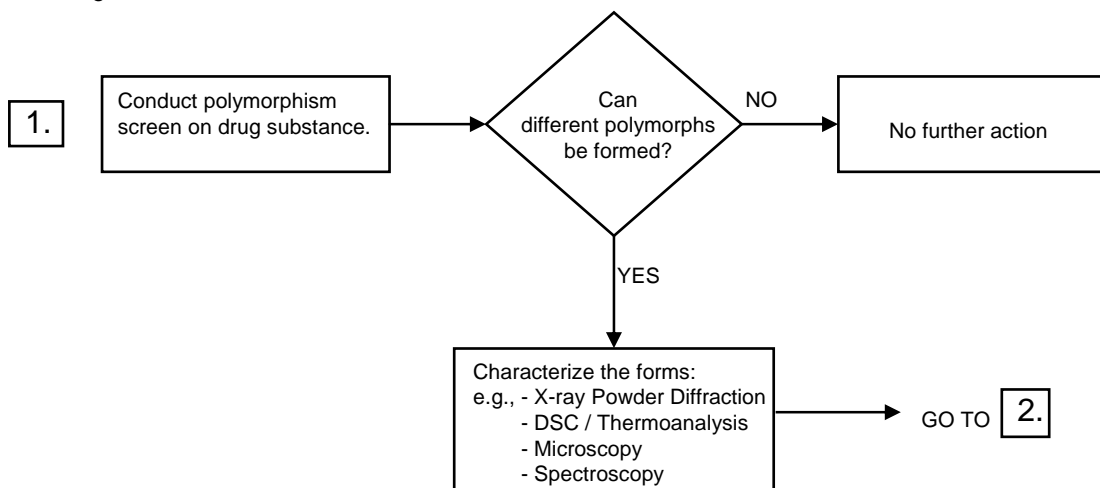 1.
Conduct polymorphism
screen on drug substance.
Can
different polymorphs
be formed?
NO
No further action
YES
Characterize the forms:
e.g., - X-ray Powder Diffraction
- DSC / Thermoanalysis
- Microscopy
- Spectroscopy
GO TO 2.